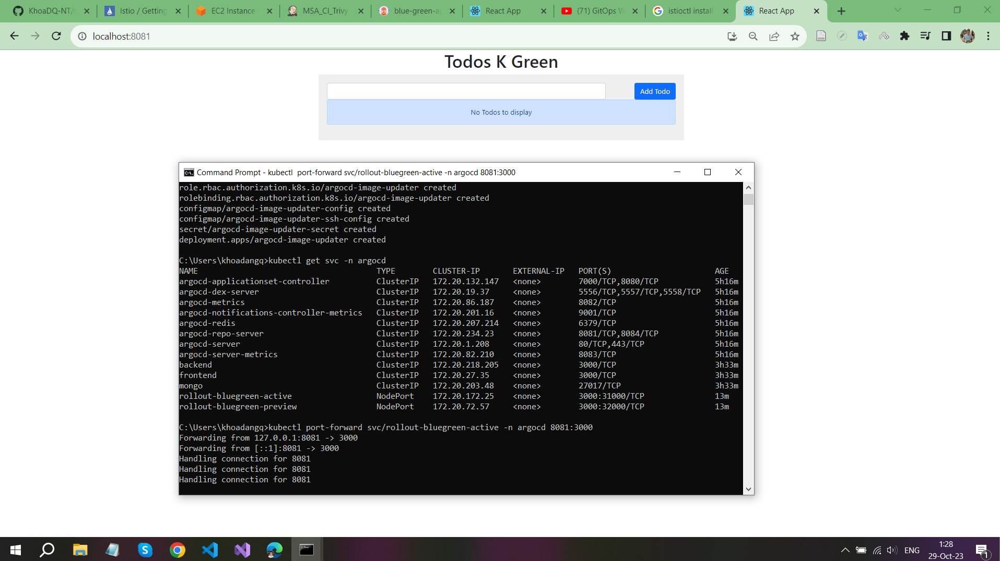 KhoaDQ-NT/
Istio / Getting
EC2 Instance
MSA_CI_Trivy
blue-green-a
React App
(71) GitOps W
istioctl install
React App
localhost:8081
Todos K Green
Add Todo
No Todos to display
Command Prompt - kubectl  port-forward svc/rollout-bluegreen-active -n argocd 8081:3000
role.rbac.authorization.k8s.io/argocd-image-updater created
rolebinding.rbac.authorization.k8s.io/argocd-image-updater created
configmap/argocd-image-updater-config created
configmap/argocd-image-updater-ssh-config created
secret/argocd-image-updater-secret created
deployment.apps/argocd-image-updater created
C:\Users\khoadangq>kubectl get svc -n argocd
NAME TYPE CLUSTER-IP EXTERNAL-IP PORT(S) AGE
argocd-applicationset-controller ClusterIP 172.20.132.147 <none> 7000/TCP,8080/TCP 5h16m
argocd-dex-server ClusterIP 172.20.19.37 <none> 5556/TCP,5557/TCP,5558/TCP 5h16m
argocd-metrics ClusterIP 172.20.86.187 <none> 8082/TCP 5h16m
argocd-notifications-controller-metrics ClusterIP 172.20.201.16 <none> 9001/TCP 5h16m
argocd-redis ClusterIP 172.20.207.214 <none> 6379/TCP 5h16m
argocd-repo-server ClusterIP 172.20.234.23 <none> 8081/TCP,8084/TCP 5h16m
argocd-server ClusterIP 172.20.1.208 <none> 80/TCP,443/TCP 5h16m
argocd-server-metrics ClusterIP 172.20.82.210 <none> 8083/TCP 5h16m
backend ClusterIP 172.20.218.205 <none> 3000/TCP 3h33m
frontend ClusterIP 172.20.27.35 <none> 3000/TCP 3h33m
mongo ClusterIP 172.20.203.48 <none> 27017/TCP 3h33m
rollout-bluegreen-active NodePort 172.20.172.25 <none> 3000:31000/TCP 13m
rollout-bluegreen-preview NodePort 172.20.72.57 <none> 3000:32000/TCP 13m
C:\Users\khoadangq>kubectl port-forward svc/rollout-bluegreen-active -n argocd 8081:3000
Forwarding from 127.0.0.1:8081 -> 3000
Forwarding from [::1]:8081 -> 3000
Handling connection for 8081
Handling connection for 8081
Handling connection for 8081
ENG
1:28
29-Oct-23
1